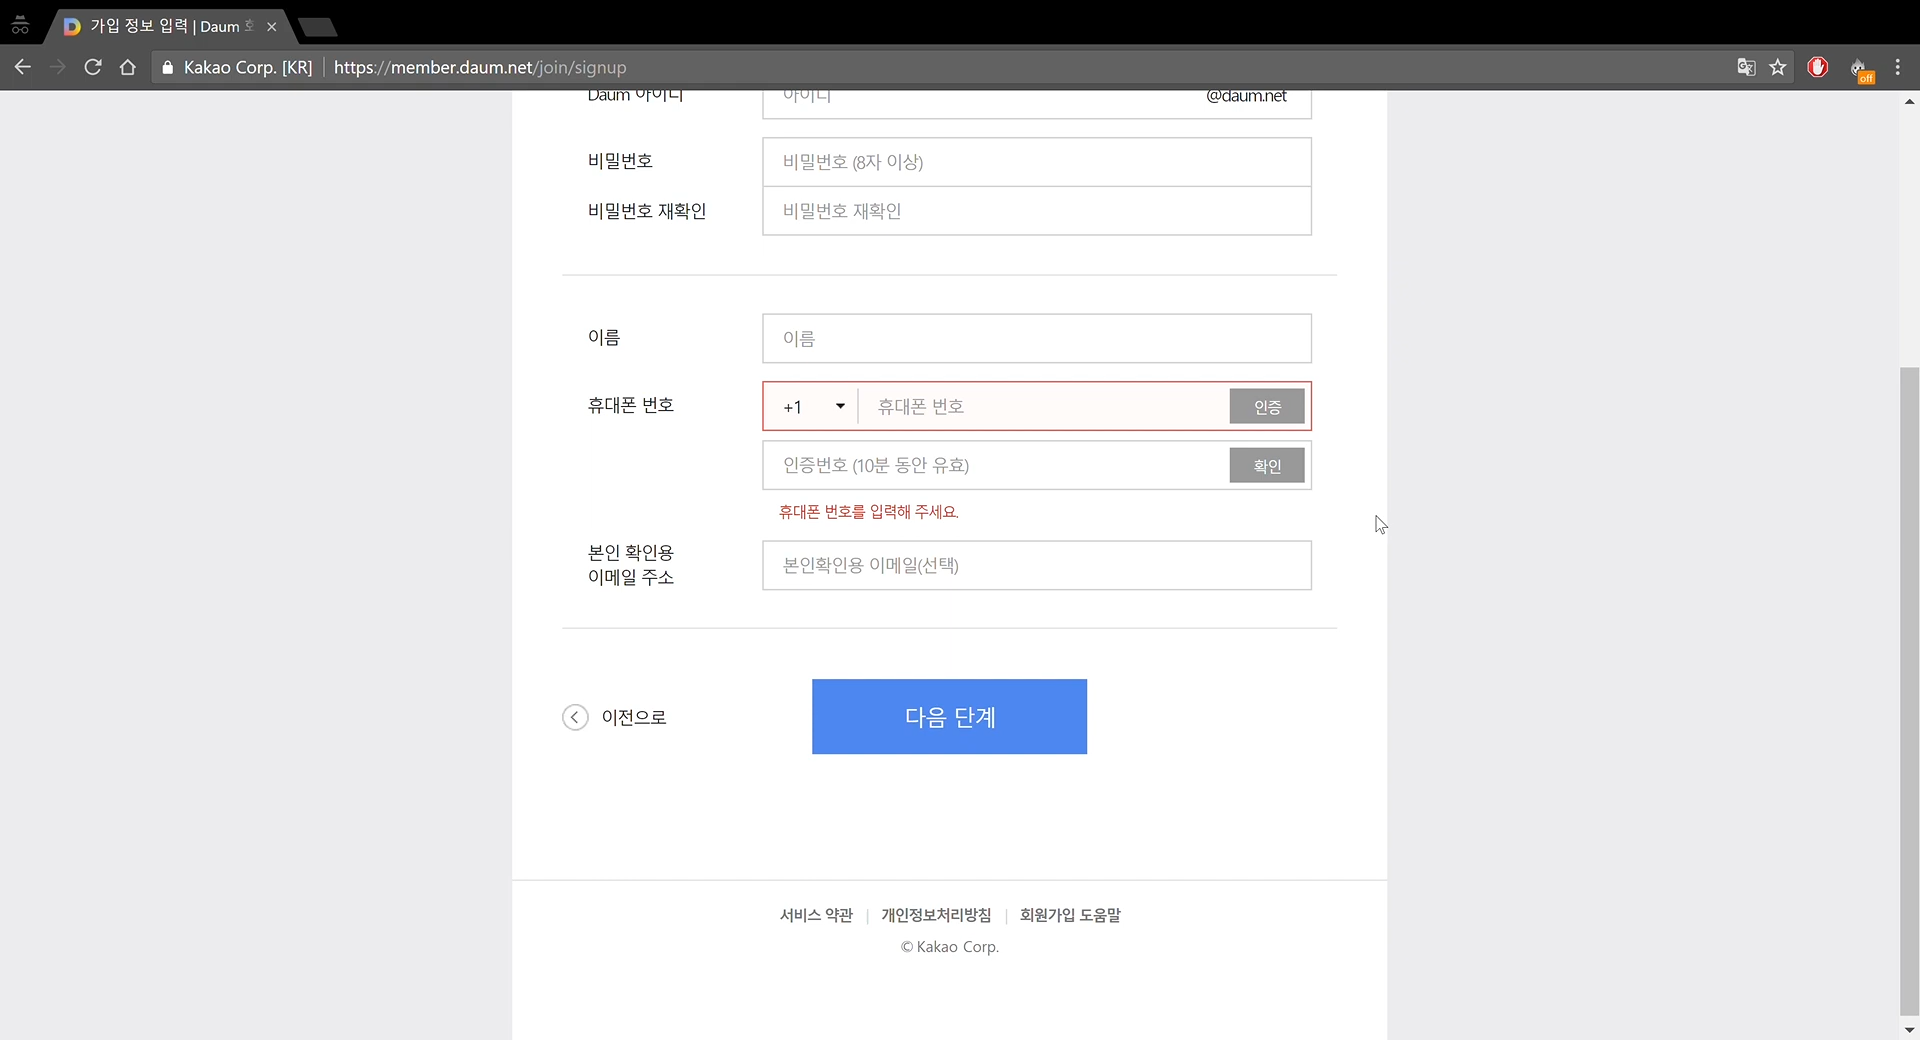 가입 정보 입력 | Daum
Kakao Corp. [KR] https://member.daum.net/join/signup
off
Daum 아이디 아이디 @daum.net
비밀번호 비밀번호 (8자 이상)
비밀번호 재확인 비밀번호 재확인
이름 이름
휴대폰 번호 +1 휴대폰 번호 인증
인증번호 (10분 동안 유효) 확인
휴대폰 번호를 입력해 주세요.
본인 확인용
이메일 주소
본인확인용 이메일(선택)
이전으로 다음 단계
서비스 약관 | 개인정보처리방침 | 회원가입 도움말
© Kakao Corp.